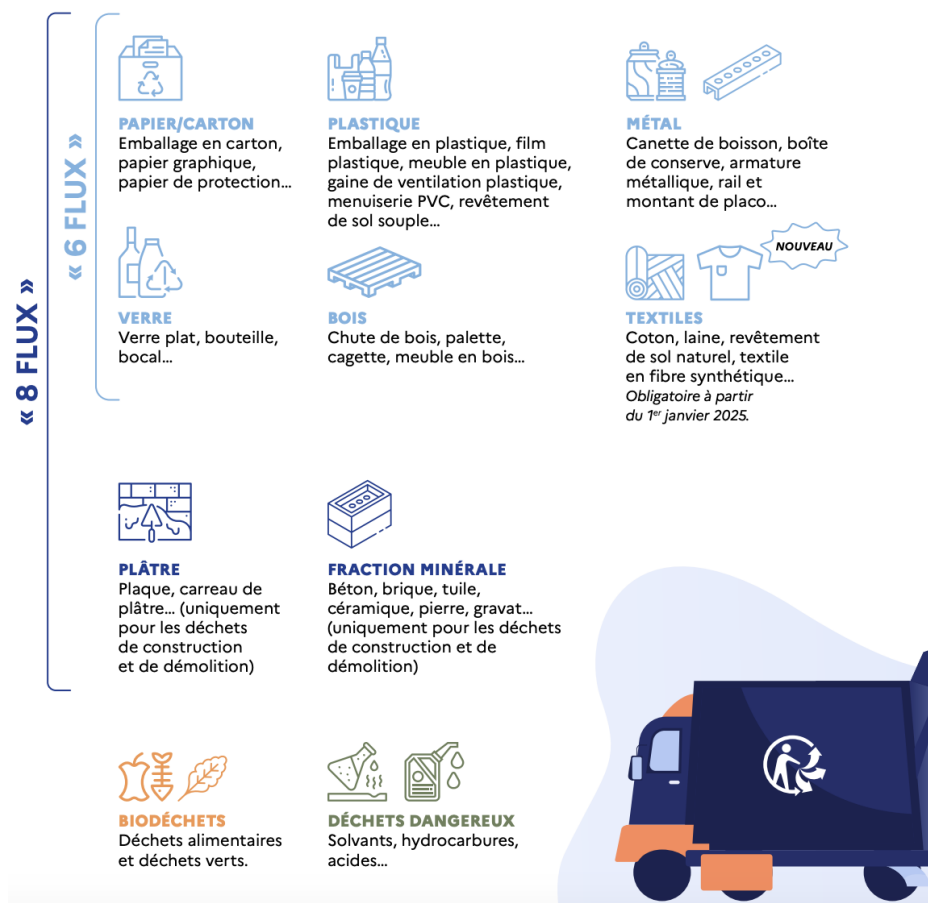 « 8 FLUX »
« 6 FLUX »
PAPIER/CARTON
Emballage en carton,
papier graphique,
papier de protection…
PLASTIQUE
Emballage en plastique, film
plastique, meuble en plastique,
gaine de ventilation plastique,
menuiserie PVC, revêtement
de sol souple…
MÉTAL
Canette de boisson, boîte
de conserve, armature
métallique, rail et
montant de placo…
VERRE
Verre plat, bouteille,
bocal…
BOIS
Chute de bois, palette,
cagette, meuble en bois…
NOUVEAU
TEXTILES
Coton, laine, revêtement
de sol naturel, textile
en fibre synthétique…
Obligatoire à partir
du 1er janvier 2025.
PLÂTRE
Plaque, carreau de
plâtre… (uniquement
pour les déchets
de construction
et de démolition)
FRACTION MINÉRALE
Béton, brique, tuile,
céramique, pierre, gravat…
(uniquement pour les déchets
de construction et de
démolition)
BIODÉCHETS
Déchets alimentaires
et déchets verts.
DÉCHETS DANGEREUX
Solvants, hydrocarbures,
acides…